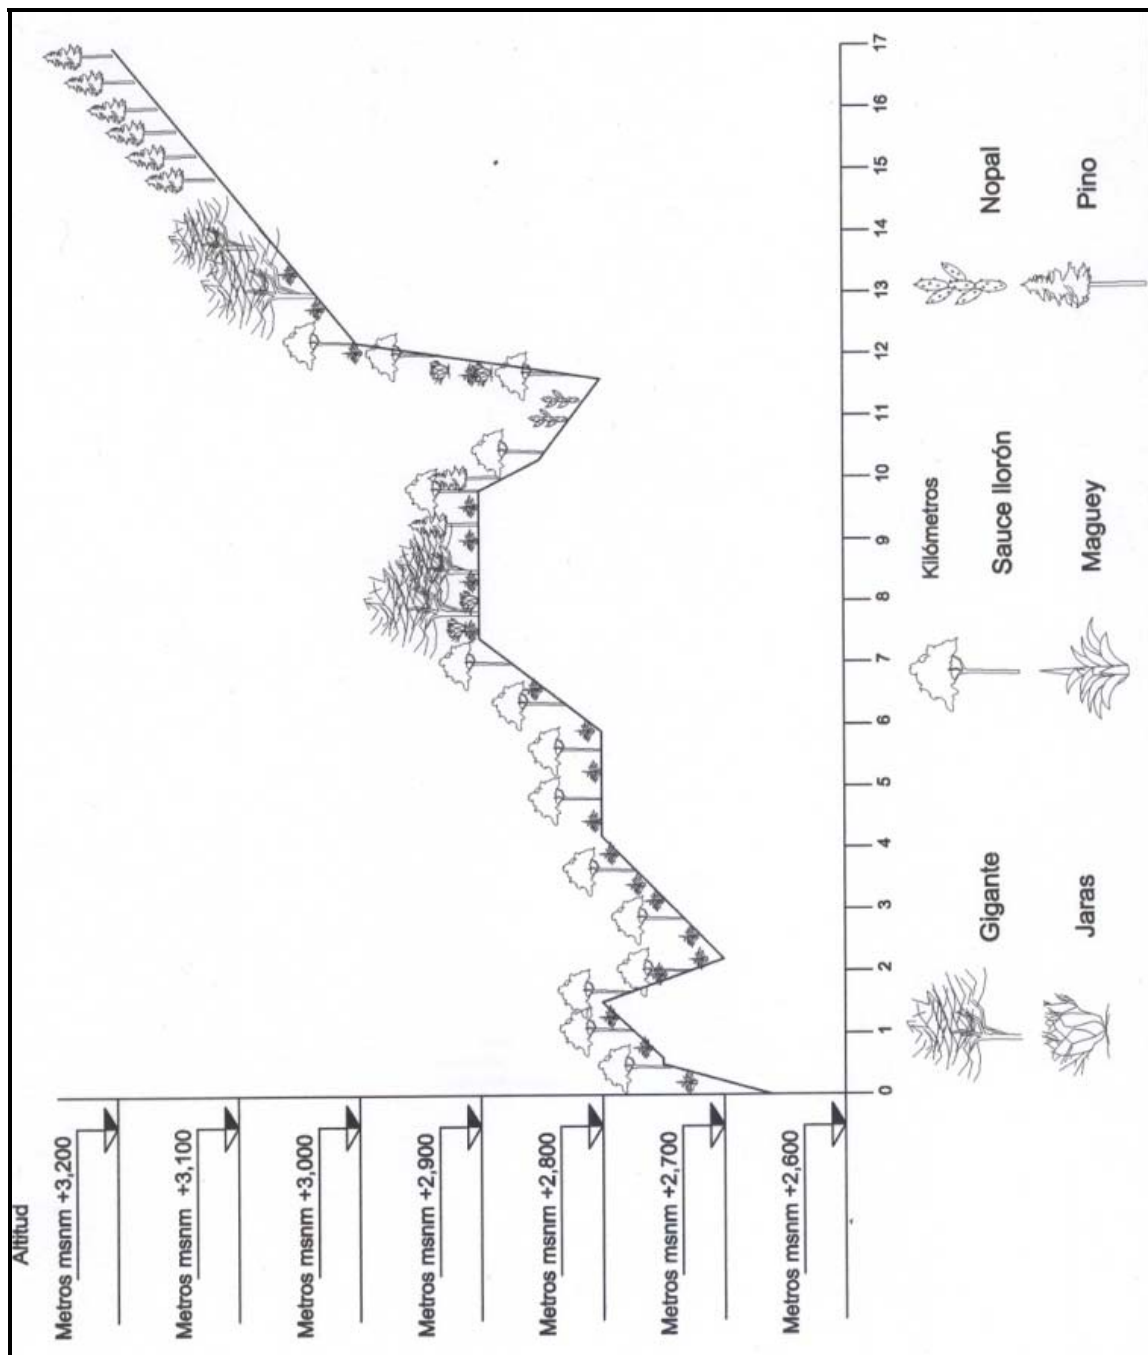 Altitud
Metros msnm +3,200
Metros msnm +3,100
Metros msnm +3,000
Metros msnm +2,900
Metros msnm +2,800
Metros msnm +2,700
Metros msnm +2,600
0 1 2 3 4 5 6 7 8 9 10 11 12 13 14 15 16 17
Kilómetros
Gigante
Sauce llorón
Nopal
Jaras
Maguey
Pino